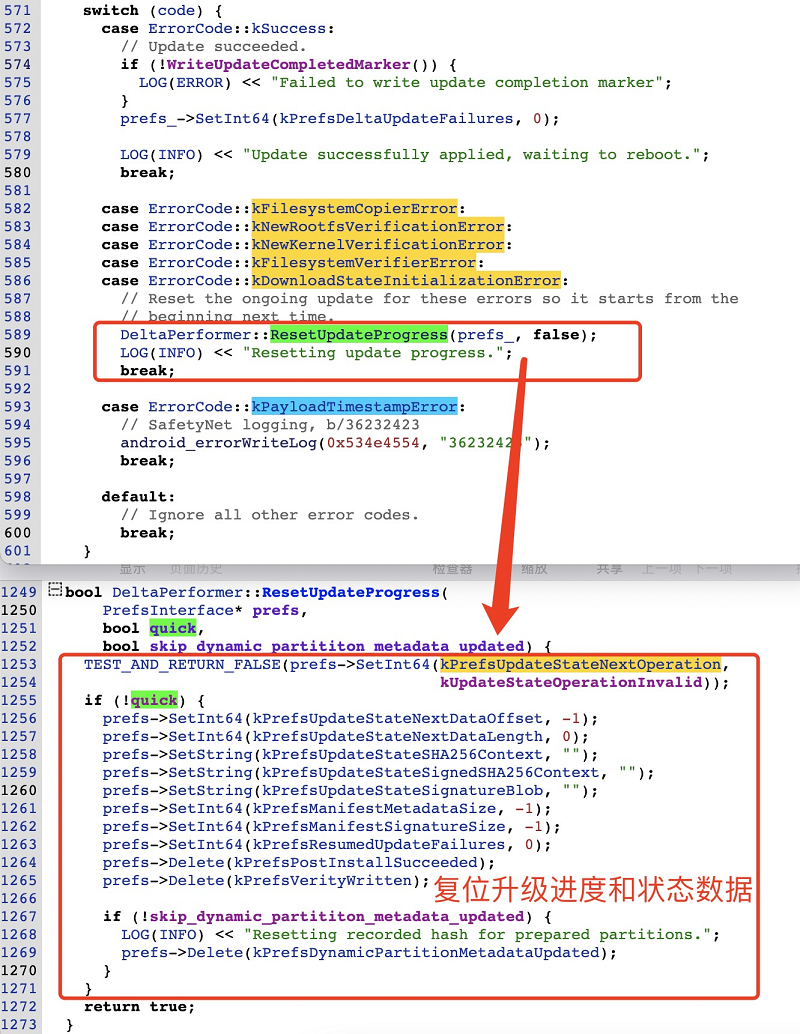 571 switch (code) {
572 case ErrorCode::kSuccess:
573 // Update succeeded.
574 if (!WriteUpdateCompletedMarker()) {
575 LOG(ERROR) << "Failed to write update completion marker";
576 }
577 prefs_->SetInt64(kPrefsDeltaUpdateFailures, 0);
578
579 LOG(INFO) << "Update successfully applied, waiting to reboot.";
580 break;
581
582 case ErrorCode::kFilesystemCopierError:
583 case ErrorCode::kNewRootfsVerificationError:
584 case ErrorCode::kNewKernelVerificationError:
585 case ErrorCode::kFilesystemVerifierError:
586 case ErrorCode::kDownloadStateInitializationError:
587 // Reset the ongoing update for these errors so it starts from the
588 // beginning next time.
589 DeltaPerformer::ResetUpdateProgress(prefs_, false);
590 LOG(INFO) << "Resetting update progress.";
591 break;
592
593 case ErrorCode::kPayloadTimestampError:
594 // SafetyNet logging, b/36232423
595 android_errorWriteLog(0x534e4554, "36232423");
596 break;
597
598 default:
599 // Ignore all other error codes.
600 break;
601 }
显示 页面历史 检查器 缩放 共享 上一项 下一项
1249 bool DeltaPerformer::ResetUpdateProgress(
1250 PrefsInterface* prefs,
1251 bool quick,
1252 bool skip_dynamic_partititon_metadata_updated) {
1253 TEST_AND_RETURN_FALSE(prefs->SetInt64(kPrefsUpdateStateNextOperation,
1254 kUpdateStateOperationInvalid));
1255 if (!quick) {
1256 prefs->SetInt64(kPrefsUpdateStateNextDataOffset, -1);
1257 prefs->SetInt64(kPrefsUpdateStateNextDataLength, 0);
1258 prefs->SetString(kPrefsUpdateStateSHA256Context, "");
1259 prefs->SetString(kPrefsUpdateStateSignedSHA256Context, "");
1260 prefs->SetString(kPrefsUpdateStateSignatureBlob, "");
1261 prefs->SetInt64(kPrefsManifestMetadataSize, -1);
1262 prefs->SetInt64(kPrefsManifestSignatureSize, -1);
1263 prefs->SetInt64(kPrefsResumedUpdateFailures, 0);
1264 prefs->Delete(kPrefsPostInstallSucceeded);
1265 prefs->Delete(kPrefsVerityWritten);
复位升级进度和状态数据
1266
1267 if (!skip_dynamic_partititon_metadata_updated) {
1268 LOG(INFO) << "Resetting recorded hash for prepared partitions.";
1269 prefs->Delete(kPrefsDynamicPartitionMetadataUpdated);
1270 }
1271 }
1272 return true;
1273 }